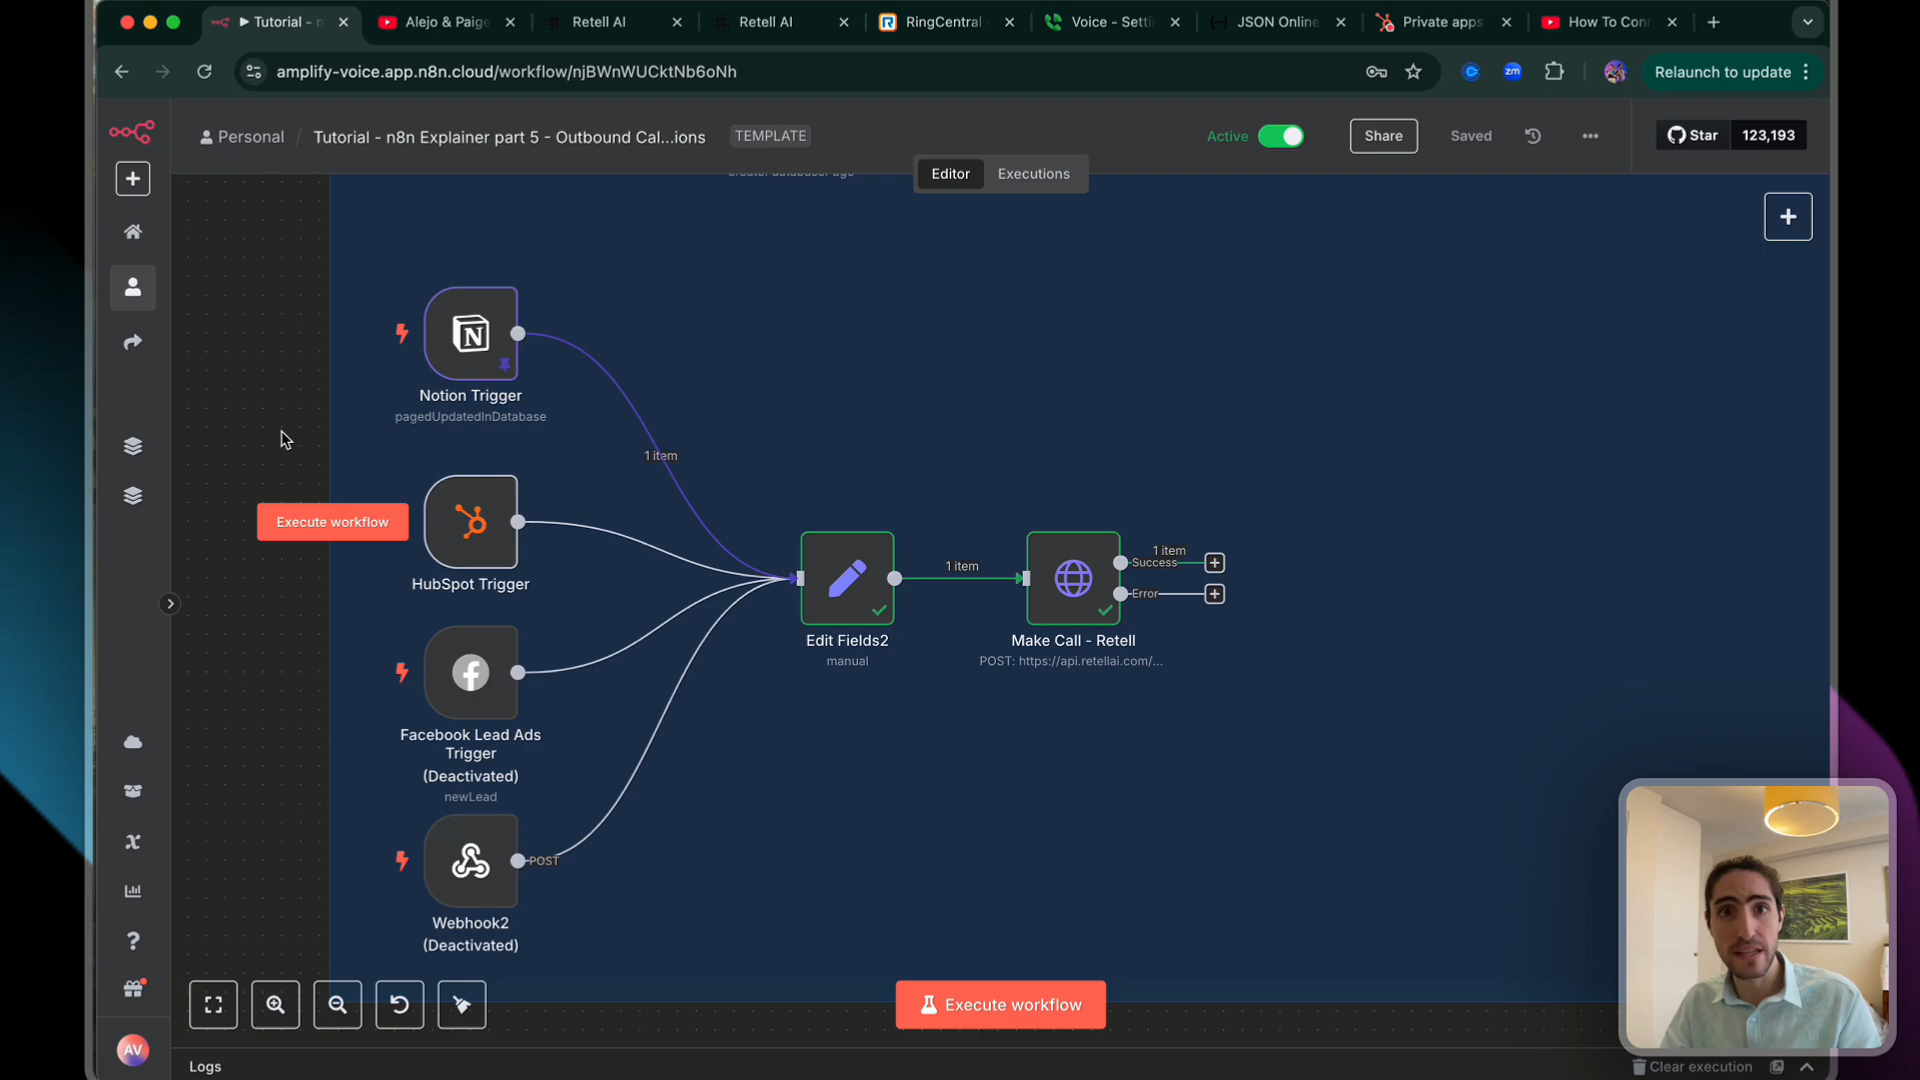 Tutorial - n
Alejo & Paige
Retell AI
Retell AI
RingCentral
Voice - Setti
JSON Online
Private apps
How To Con
amplify-voice.app.n8n.cloud/workflow/njBWnWUCktNb6oNh
zm
Relaunch to update
Personal / Tutorial - n8n Explainer part 5 - Outbound Cal...ions
TEMPLATE
Active
Share
Saved
Star
123,193
Editor
Executions
N
Notion Trigger
pagedUpdatedInDatabase
1 item
Execute workflow
HubSpot Trigger
Edit Fields2
manual
1 item
Make Call - Retell
POST: https://api.retellai.com/...
1 item
Success
Error
Facebook Lead Ads
Trigger
(Deactivated)
newLead
POST
Webhook2
(Deactivated)
Execute workflow
AV
Logs
Clear execution